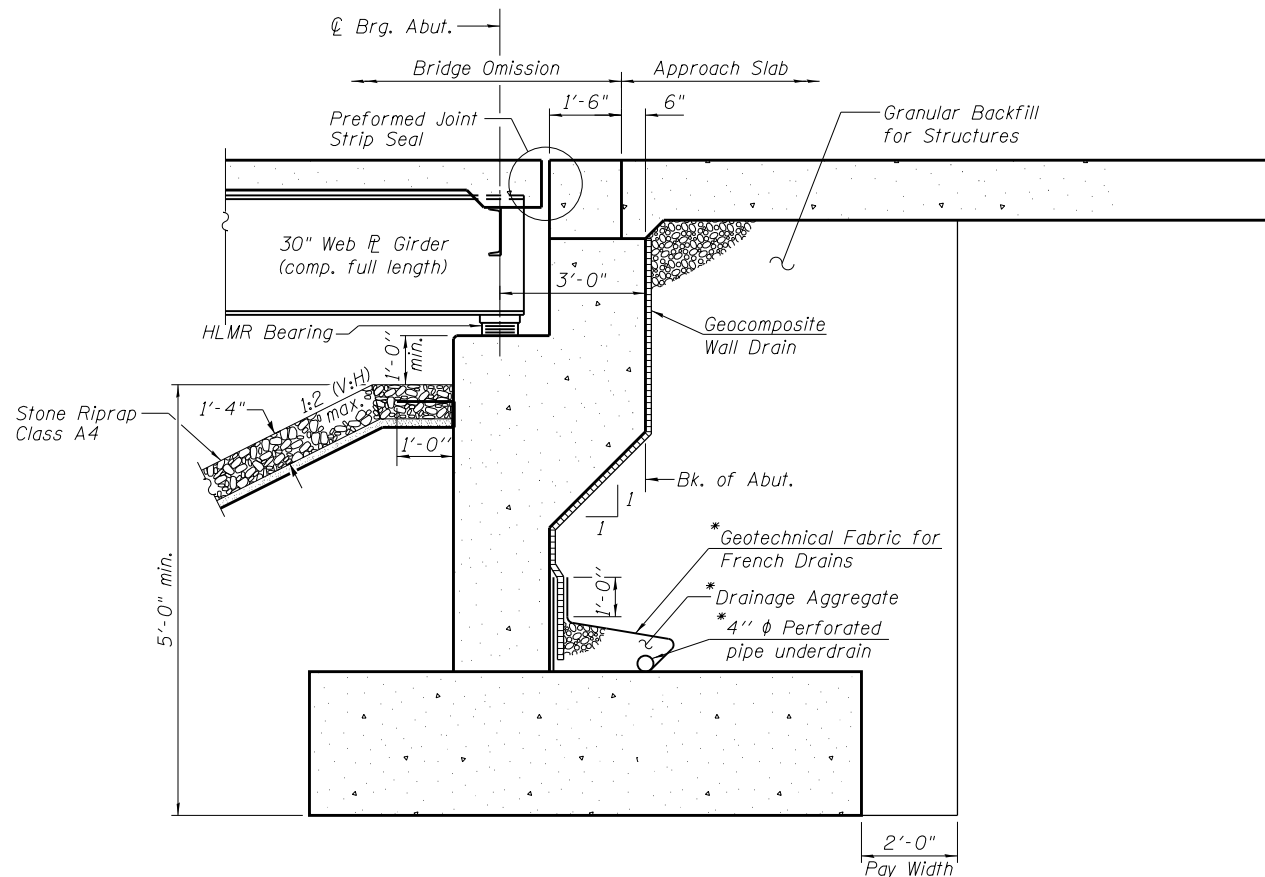 ℄ Brg. Abut.
Bridge Omission
Approach Slab
1'-6"
6"
Preformed Joint
Strip Seal
Granular Backfill
for Structures
30" Web ⅊ Girder
(comp. full length)
3'-0"
HLMR Bearing
Geocomposite
Wall Drain
1'-0" min.
1:2 (V:H)
max.
Stone Riprap
Class A4
1'-4"
1'-0"
Bk. of Abut.
1
1
*Geotechnical Fabric for
French Drains
1'-0"
*Drainage Aggregate
*4" ϕ Perforated
pipe underdrain
5'-0" min.
2'-0"
Pay Width